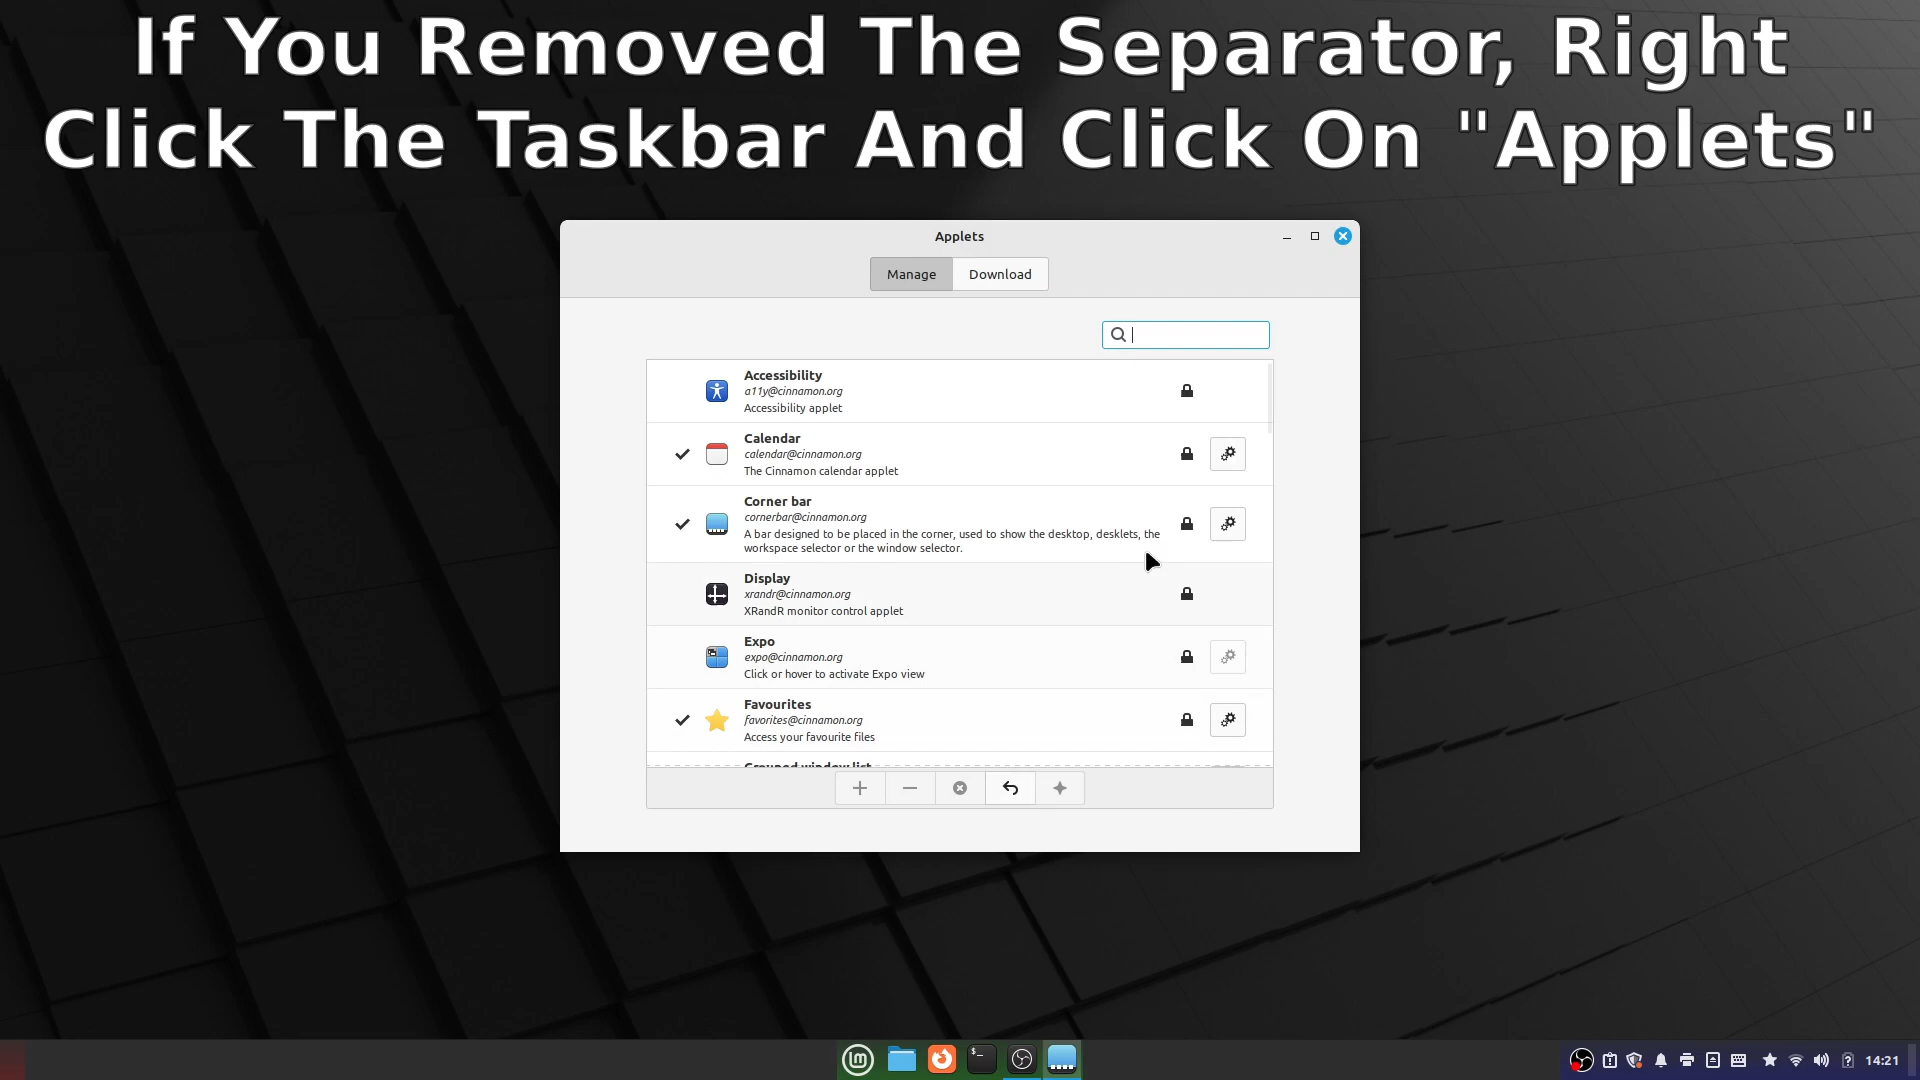 If You Removed The Separator, Right
Click The Taskbar And Click On "Applets"
Applets
Manage
Download
Accessibility
a11y@cinnamon.org
Accessibility applet
Calendar
calendar@cinnamon.org
The Cinnamon calendar applet
Corner bar
cornerbar@cinnamon.org
A bar designed to be placed in the corner, used to show the desktop, desklets, the
workspace selector or the window selector.
Display
xrandr@cinnamon.org
XRandR monitor control applet
Expo
expo@cinnamon.org
Click or hover to activate Expo view
Favourites
favorites@cinnamon.org
Access your favourite files
Grouped window list
14:21